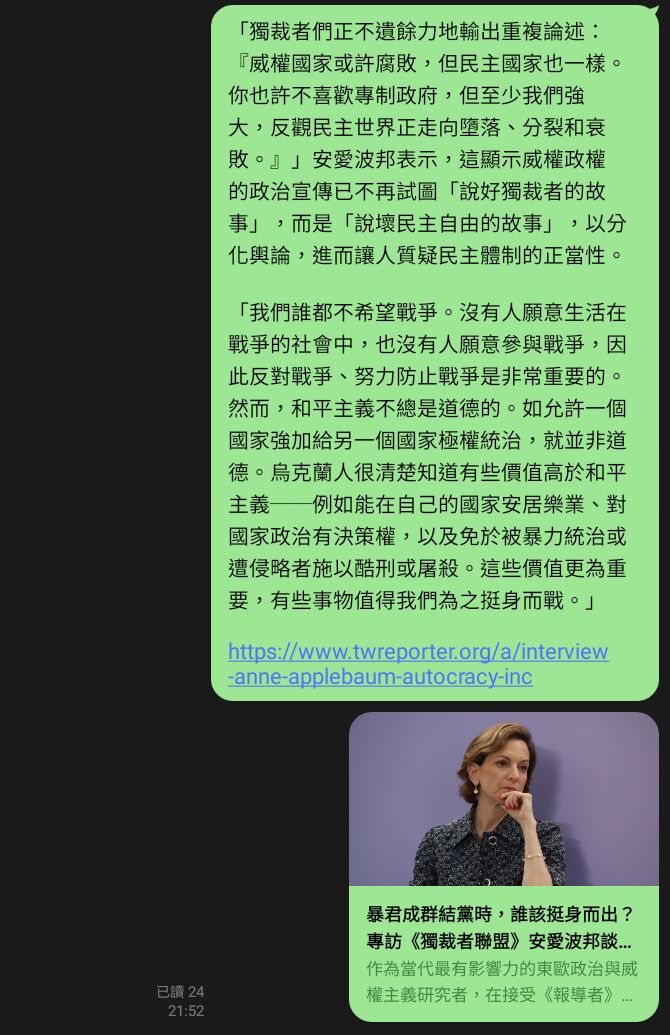 「獨裁者們正不遺餘力地輸出重複論述：
『威權國家或許腐敗，但民主國家也一樣。
你也許不喜歡專制政府，但至少我們強
大，反觀民主世界正走向墮落、分裂和衰
敗。』」安愛波邦表示，這顯示威權政權
的政治宣傳已不再試圖「說好獨裁者的故
事」，而是「說壞民主自由的故事」，以分
化輿論，進而讓人質疑民主體制的正當性。
「我們誰都不希望戰爭。沒有人願意生活在
戰爭的社會中，也沒有人願意參與戰爭，因
此反對戰爭、努力防止戰爭是非常重要的。
然而，和平主義不總是道德的。如允許一個
國家強加給另一個國家極權統治，就並非道
德。烏克蘭人很清楚知道有些價值高於和平
主義──例如能在自己的國家安居樂業、對
國家政治有決策權，以及免於被暴力統治或
遭侵略者施以酷刑或屠殺。這些價值更為重
要，有些事物值得我們為之挺身而戰。」
https://www.twreporter.org/a/interview
-anne-applebaum-autocracy-inc
暴君成群結黨時，誰該挺身而出？
專訪《獨裁者聯盟》安愛波邦談...
作為當代最有影響力的東歐政治與威
權主義研究者，在接受《報導者》...
已讀 24
21:52